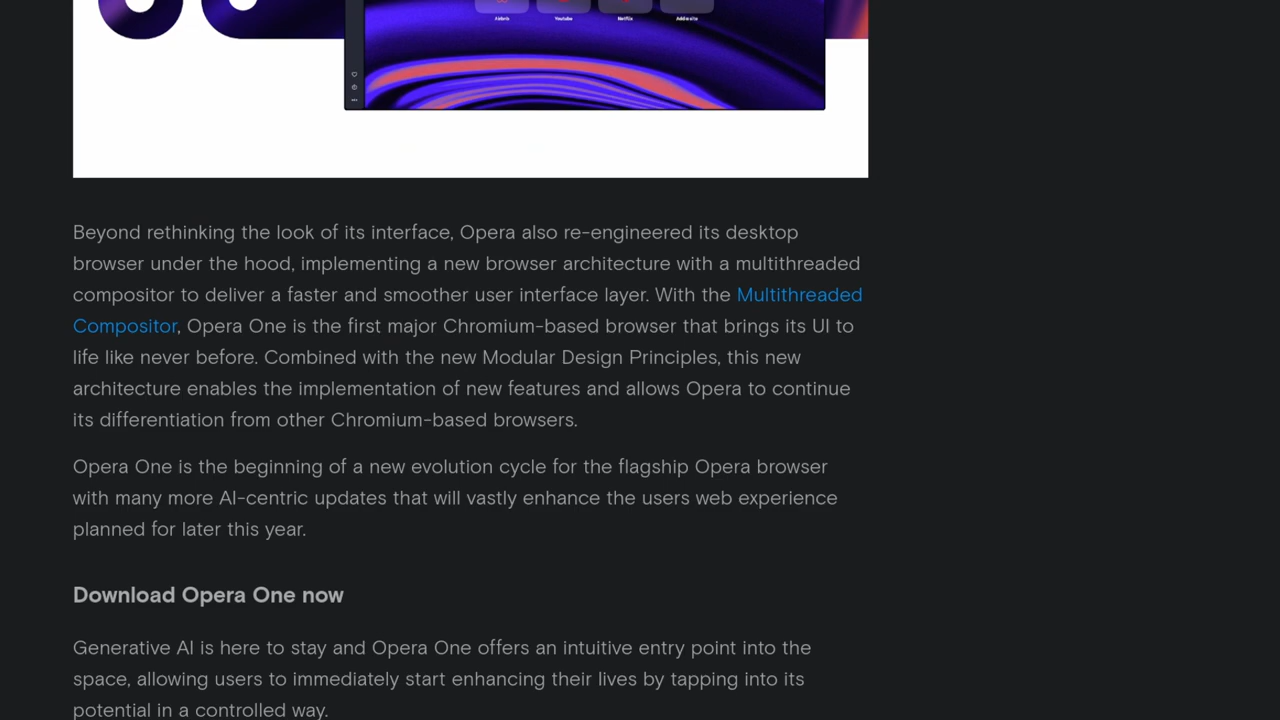 Airbnb Youtube Netflix Add a site
Beyond rethinking the look of its interface, Opera also re-engineered its desktop
browser under the hood, implementing a new browser architecture with a multithreaded
compositor to deliver a faster and smoother user interface layer. With the Multithreaded
Compositor, Opera One is the first major Chromium-based browser that brings its UI to
life like never before. Combined with the new Modular Design Principles, this new
architecture enables the implementation of new features and allows Opera to continue
its differentiation from other Chromium-based browsers.
Opera One is the beginning of a new evolution cycle for the flagship Opera browser
with many more AI-centric updates that will vastly enhance the users web experience
planned for later this year.
Download Opera One now
Generative AI is here to stay and Opera One offers an intuitive entry point into the
space, allowing users to immediately start enhancing their lives by tapping into its
potential in a controlled way.